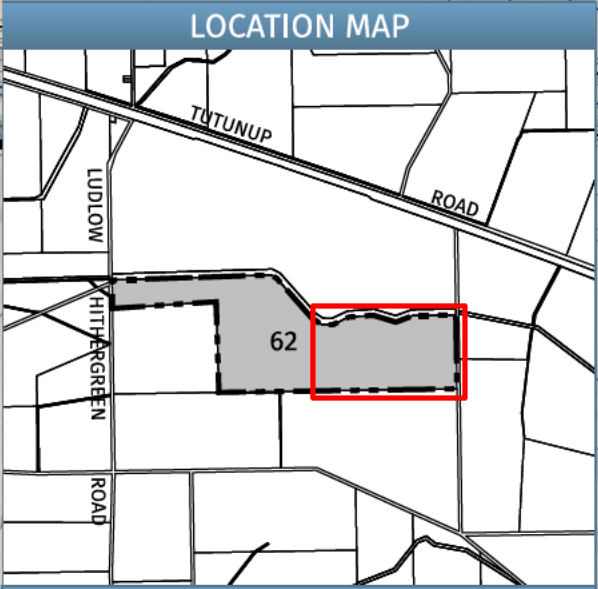 LOCATION MAP
TUTUNUP
ROAD
LUDLOW
HITHERGREEN
ROAD
62